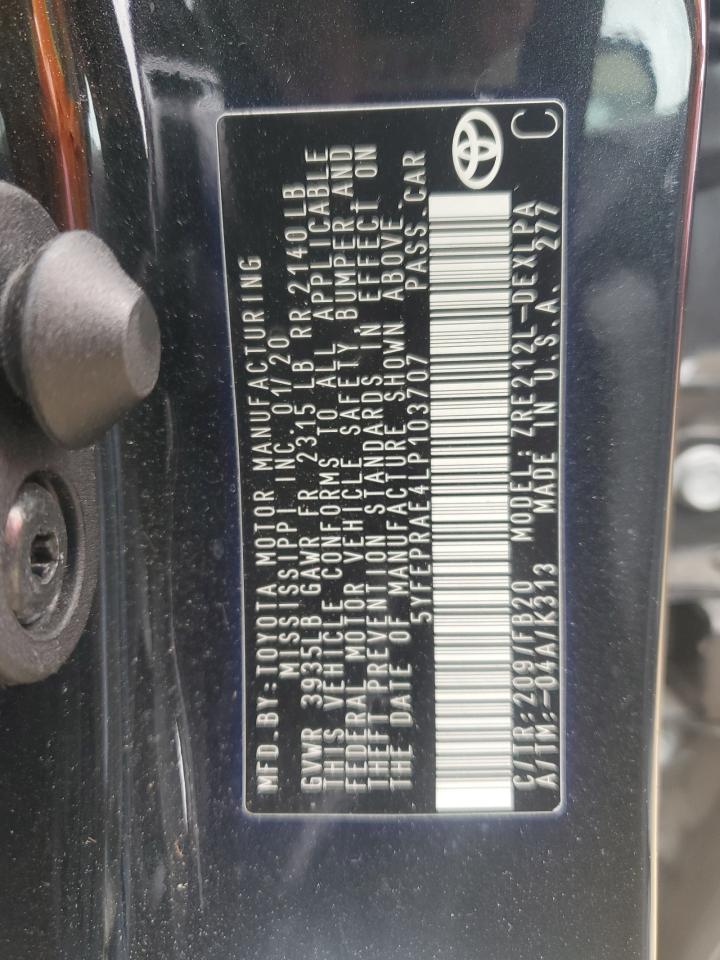 MFD.BY:TOYOTA MOTOR MANUFACTURING
MISSISSIPPI INC.01/20
GVWR 3935LB GAWR FR 2315 LB RR 2140LB
THIS VEHICLE CONFORMS TO ALL APPLICABLE
FEDERAL MOTOR VEHICLE SAFETY, BUMPER AND
THEFT PREVENTION STANDARDS IN EFFECT ON
THE DATE OF MANUFACTURE SHOWN ABOVE.
5YFEPRAE4LP103707 PASS.CAR
C/TR:209/FB20 MODEL:ZRE212L-DEXLPA
A/TM:-04A/K313 MADE IN U.S.A. 277
C